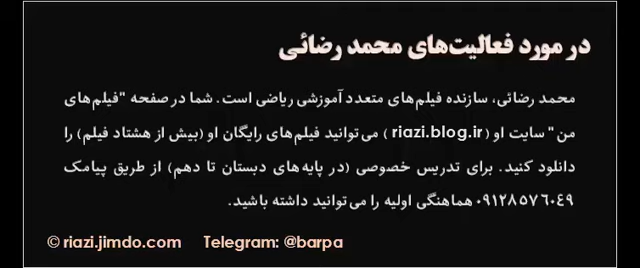 در مورد فعالیت‌های محمد رضائی
محمد رضائی، سازنده فیلم‌های متعدد آموزشی ریاضی است. شما در صفحه "فیلم‌های
من" سایت او (riazi.blog.ir) می‌توانید فیلم‌های رایگان او (بیش از هشتاد فیلم) را
دانلود کنید. برای تدریس خصوصی (در پایه‌های دبستان تا دهم) از طریق پیامک
۰۹۱۲۸۵۷۶۰۴۹ هماهنگی اولیه را می‌توانید داشته باشید.
© riazi.jimdo.com Telegram: @barpa